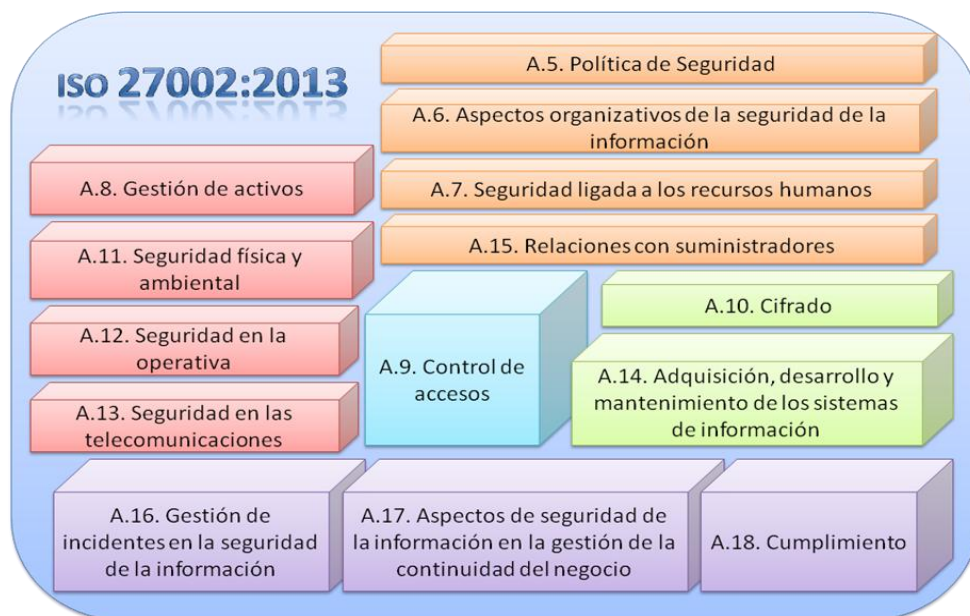 ISO 27002:2013
A.5. Política de Seguridad
A.6. Aspectos organizativos de la seguridad de la
información
A.8. Gestión de activos
A.7. Seguridad ligada a los recursos humanos
A.15. Relaciones con suministradores
A.11. Seguridad física y
ambiental
A.10. Cifrado
A.12. Seguridad en la
operativa
A.9. Control de
accesos
A.14. Adquisición, desarrollo y
mantenimiento de los sistemas
de información
A.13. Seguridad en las
telecomunicaciones
A.16. Gestión de
incidentes en la seguridad
de la información
A.17. Aspectos de seguridad de
la información en la gestión de la
continuidad del negocio
A.18. Cumplimiento